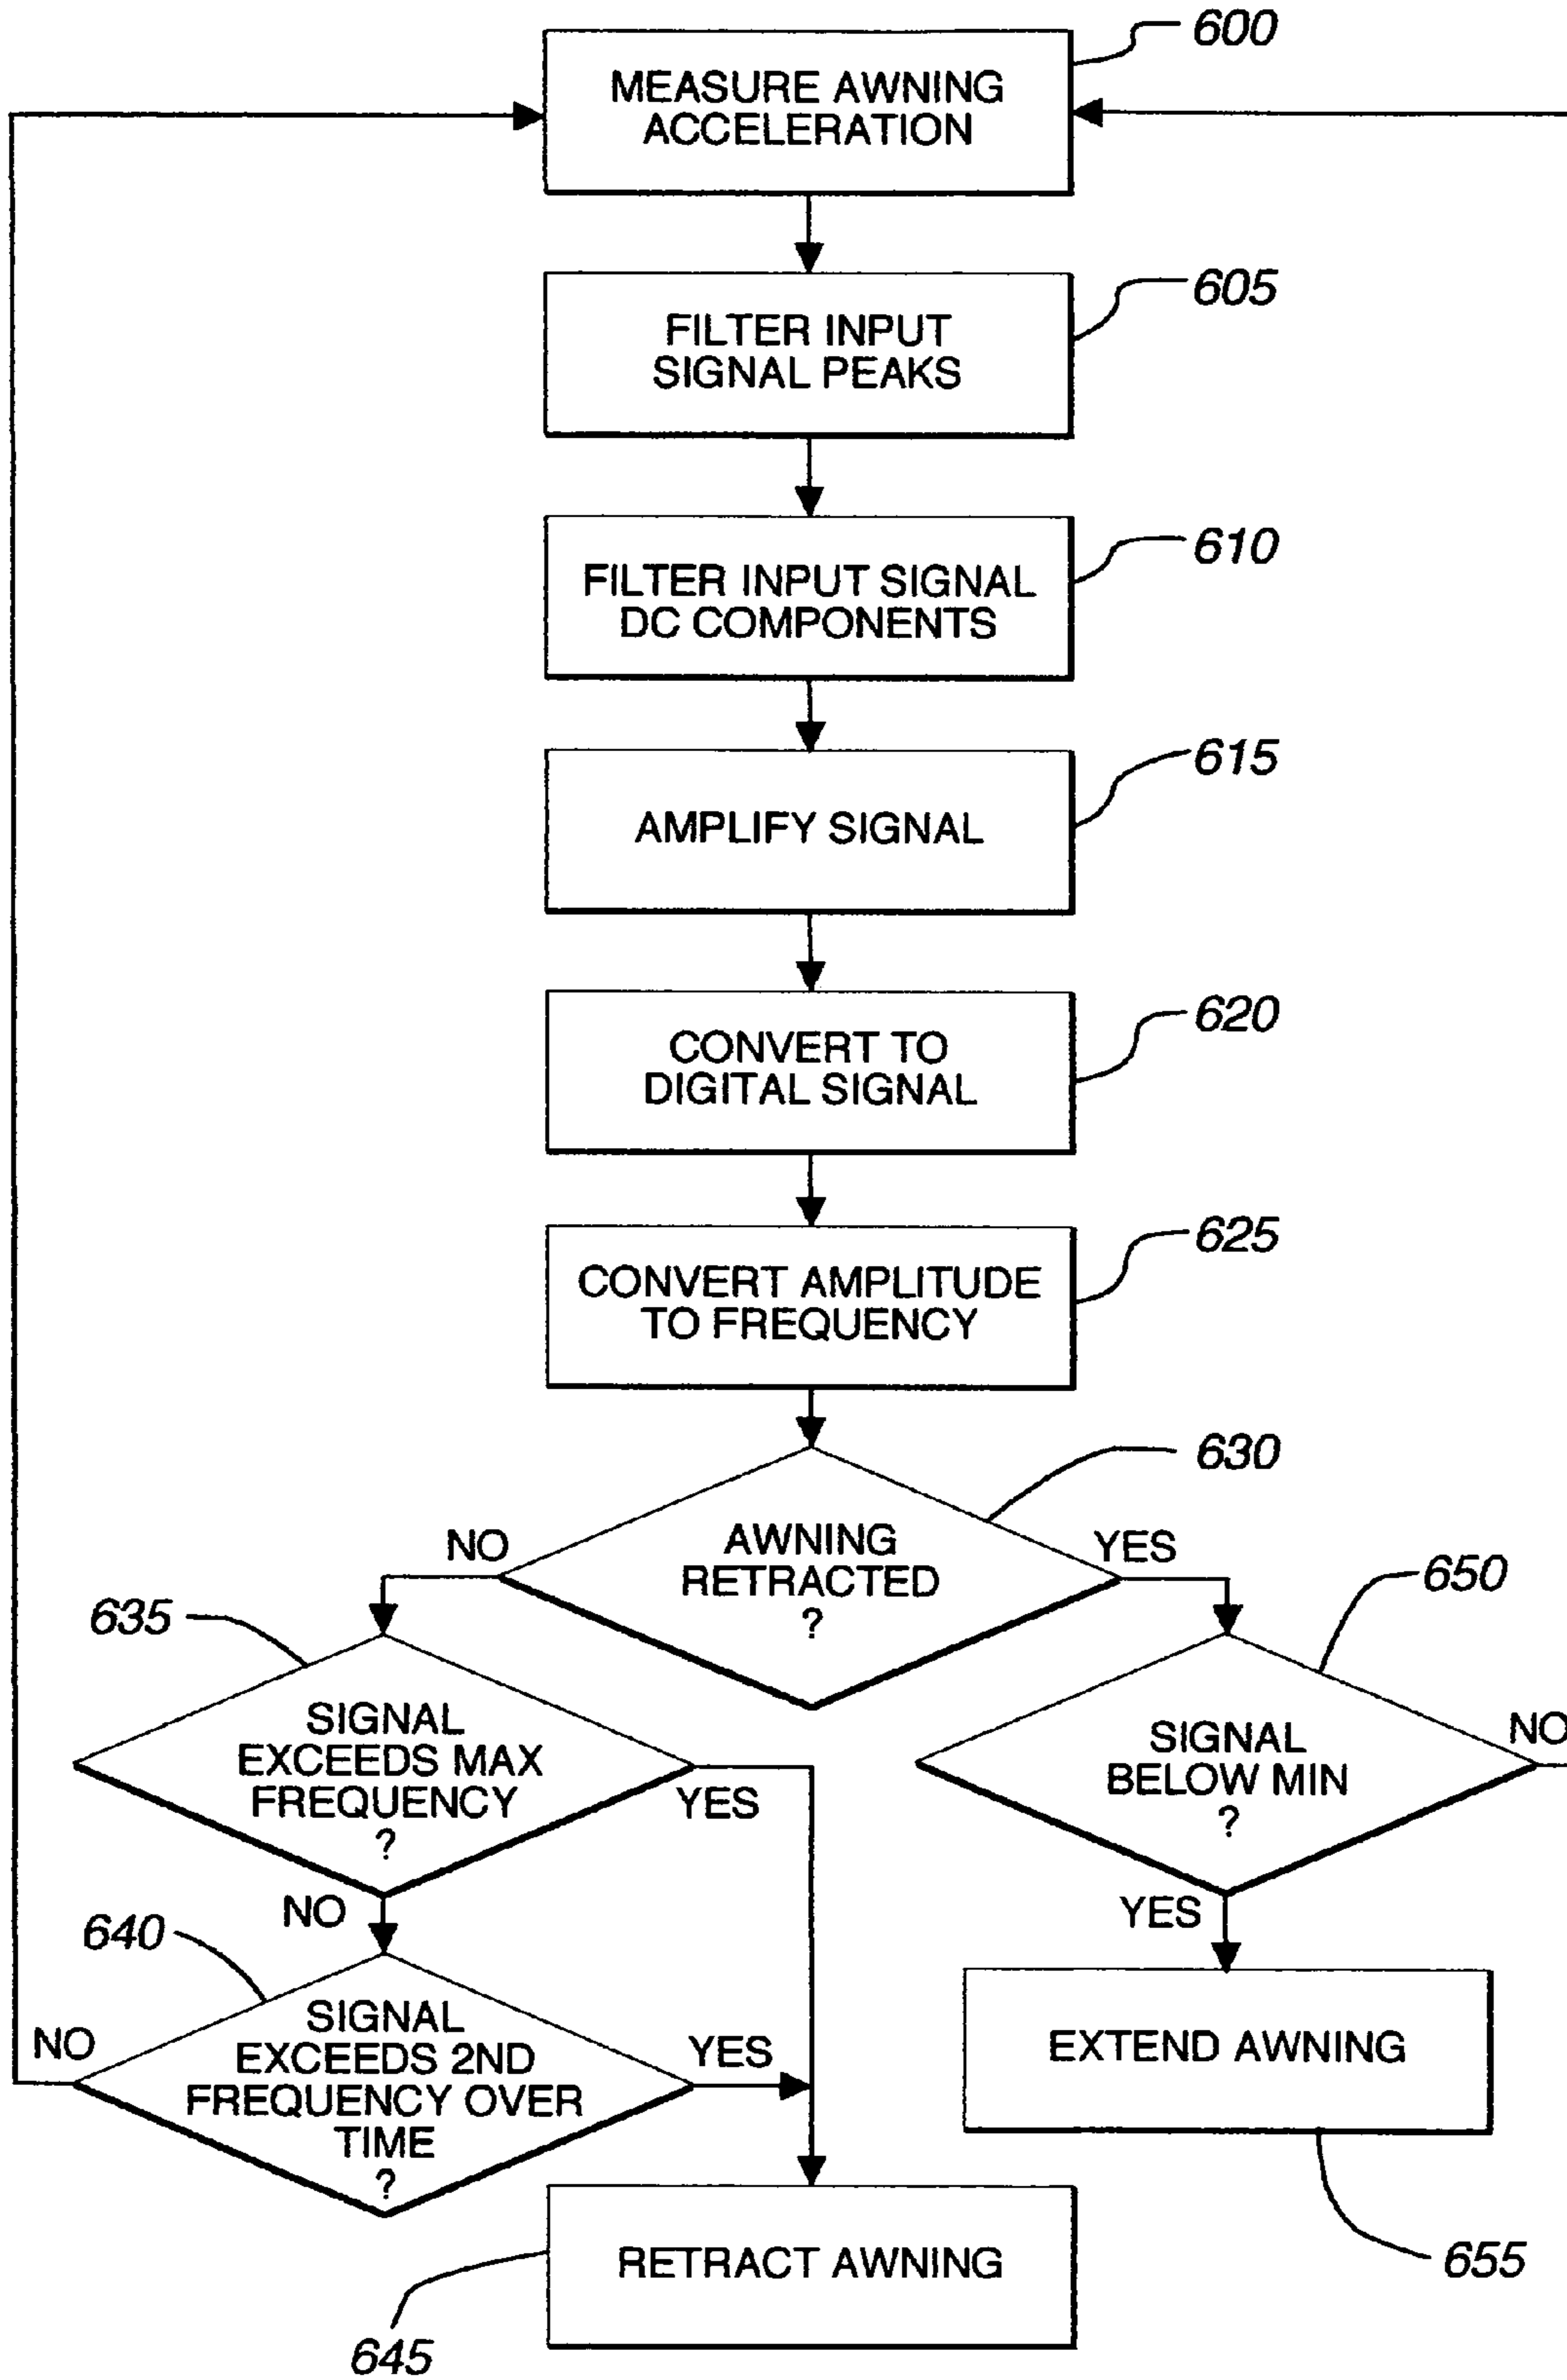 600
MEASURE AWNING
ACCELERATION
605
FILTER INPUT
SIGNAL PEAKS
610
FILTER INPUT SIGNAL
DC COMPONENTS
615
AMPLIFY SIGNAL
620
CONVERT TO
DIGITAL SIGNAL
625
CONVERT AMPLITUDE
TO FREQUENCY
630
AWNING
RETRACTED
?
NO
YES
635
SIGNAL
EXCEEDS MAX
FREQUENCY
?
YES
NO
650
SIGNAL
BELOW MIN
?
NO
YES
640
SIGNAL
EXCEEDS 2ND
FREQUENCY OVER
TIME
?
NO
YES
EXTEND AWNING
655
RETRACT AWNING
645